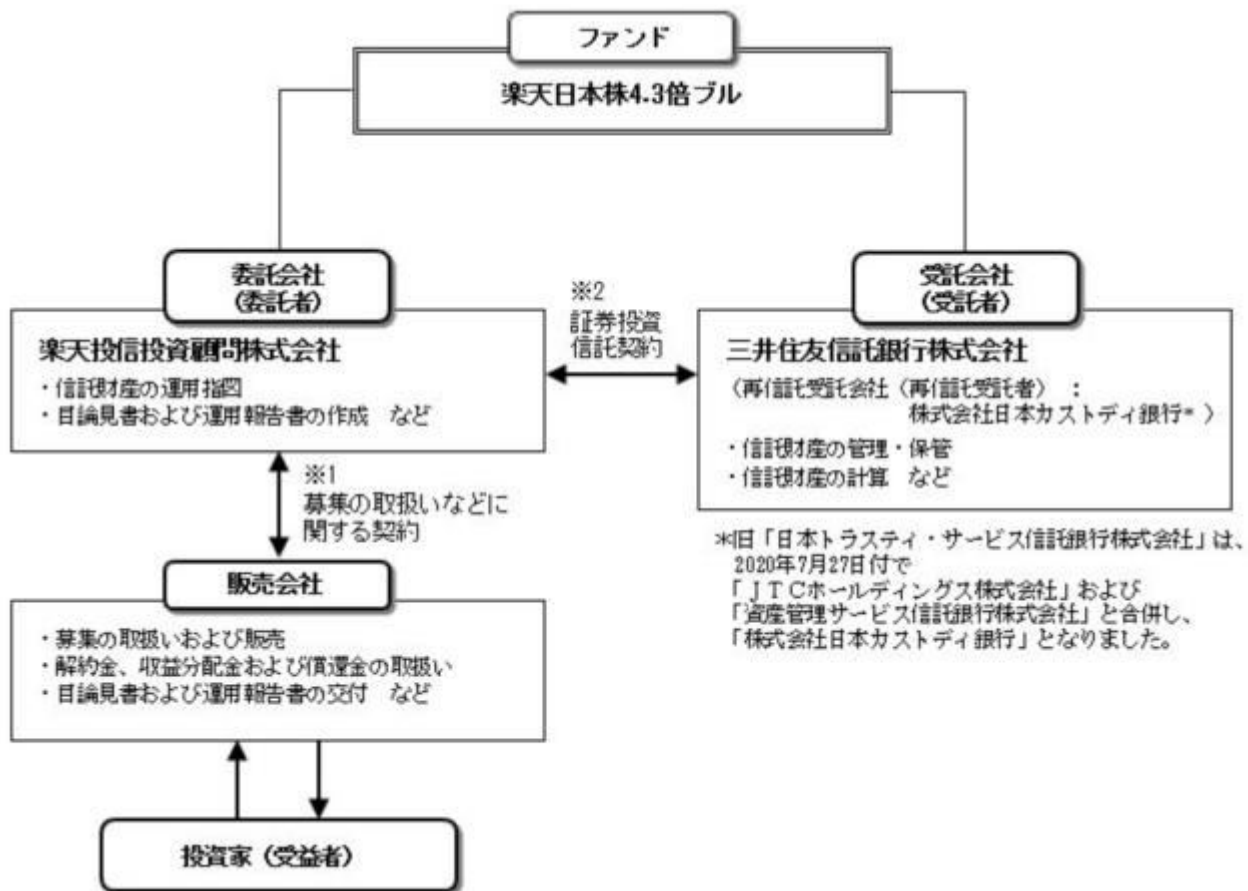 ファンド
楽天日本株4.3倍ブル
委託会社
(委託者)
楽天投信投資顧問株式会社
・信託財産の運用指図
・目論見書および運用報告書の作成　など
※2
証券投資
信託契約
受託会社
(受託者)
三井住友信託銀行株式会社
（再信託受託会社（再信託受託者）：
株式会社日本カストディ銀行*）
・信託財産の管理・保管
・信託財産の計算　など
※1
募集の取扱いなどに
関する契約
*旧「日本トラスティ・サービス信託銀行株式会社」は、
2020年7月27日付で
「ＪＴＣホールディングス株式会社」および
「資産管理サービス信託銀行株式会社」と合併し、
「株式会社日本カストディ銀行」となりました。
販売会社
・募集の取扱いおよび販売
・解約金、収益分配金および償還金の取扱い
・目論見書および運用報告書の交付　など
投資家（受益者）